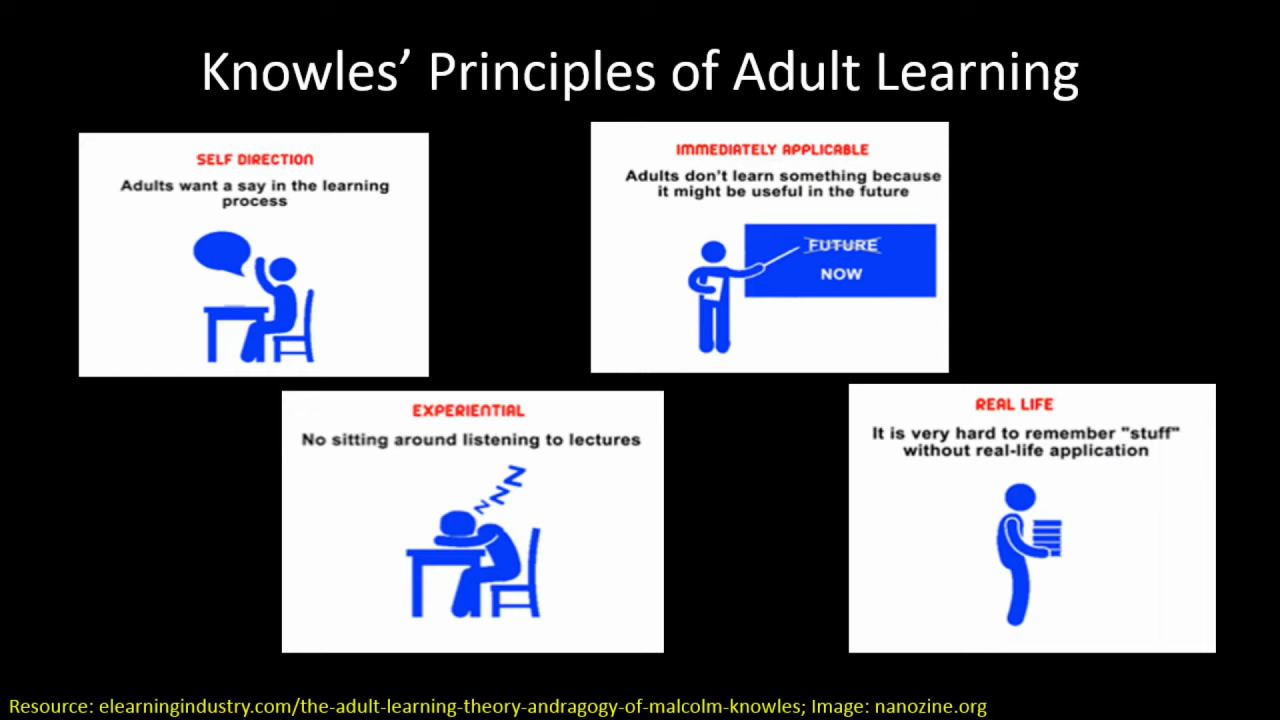 Knowles’ Principles of Adult Learning
SELF DIRECTION
Adults want a say in the learning
process
IMMEDIATELY APPLICABLE
Adults don't learn something because
it might be useful in the future
FUTURE
NOW
EXPERIENTIAL
No sitting around listening to lectures
Z
Z
Z
REAL LIFE
It is very hard to remember "stuff"
without real-life application
Resource: elearningindustry.com/the-adult-learning-theory-andragogy-of-malcolm-knowles; Image: nanozine.org